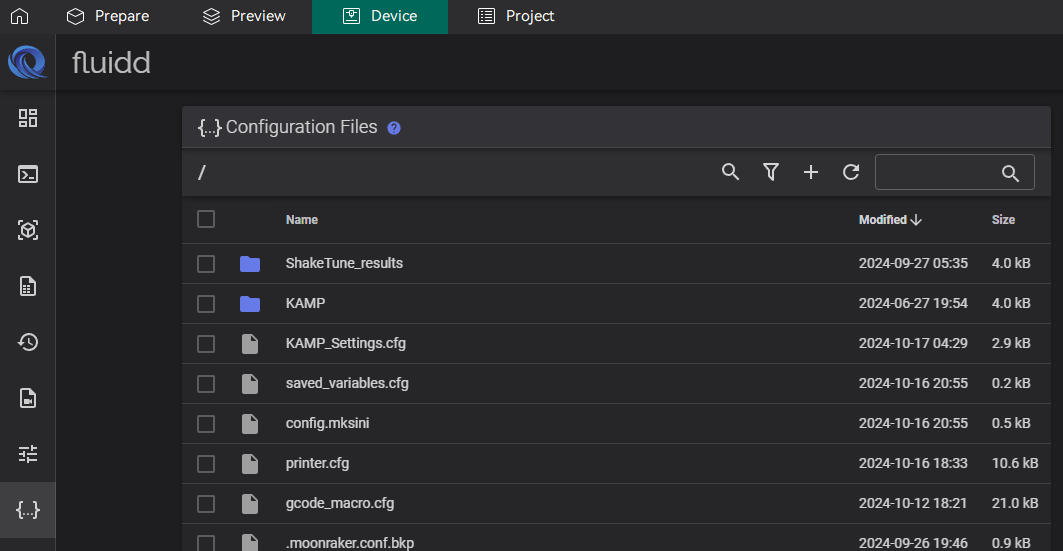 Prepare Preview Device Project
fluidd
{...} Configuration Files ?
/
Name Modified Size
ShakeTune_results 2024-09-27 05:35 4.0 kB
KAMP 2024-06-27 19:54 4.0 kB
KAMP_Settings.cfg 2024-10-17 04:29 2.9 kB
saved_variables.cfg 2024-10-16 20:55 0.2 kB
config.mksini 2024-10-16 20:55 0.5 kB
printer.cfg 2024-10-16 18:33 10.6 kB
gcode_macro.cfg 2024-10-12 18:21 21.0 kB
.moonraker.conf.bkp 2024-09-26 19:46 0.9 kB